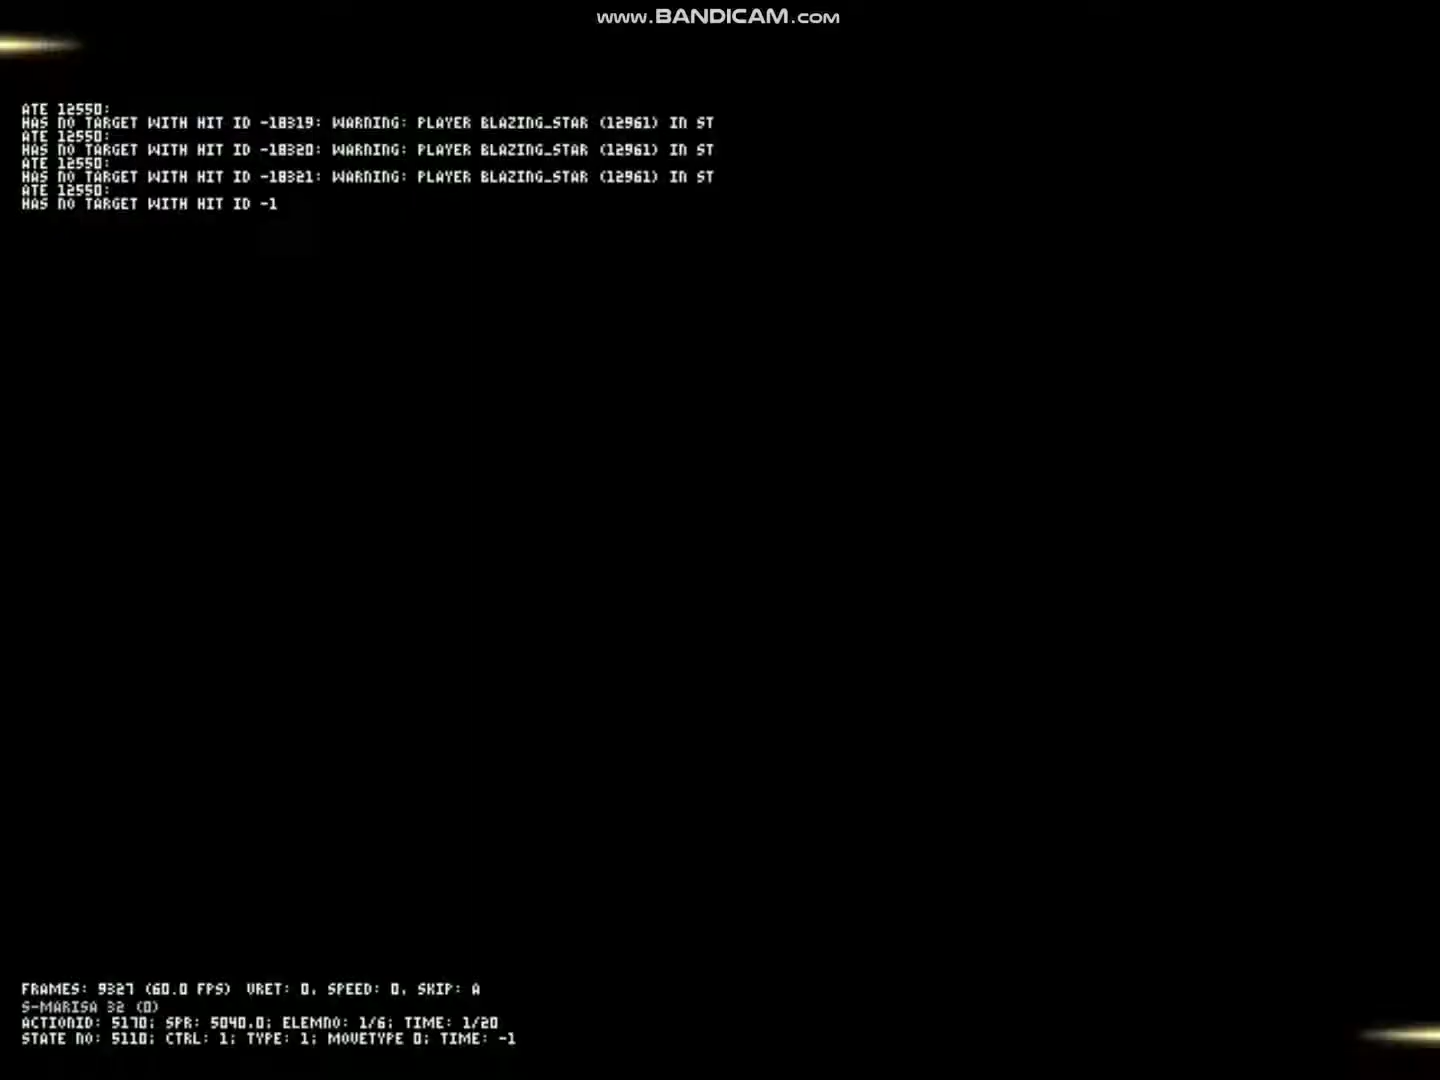 www.BANDICAM.com
ATE 12550:
HAS NO TARGET WITH HIT ID -18319: WARNING: PLAYER BLAZING_STAR (12961) IN ST
ATE 12550:
HAS NO TARGET WITH HIT ID -18320: WARNING: PLAYER BLAZING_STAR (12961) IN ST
ATE 12550:
HAS NO TARGET WITH HIT ID -18321: WARNING: PLAYER BLAZING_STAR (12961) IN ST
ATE 12550:
HAS NO TARGET WITH HIT ID -1
FRAMES: 9327 (60.0 FPS) VRET: 0, SPEED: 0, SKIP: A
S-MARISA 32 (0)
ACTIONID: 5170; SPR: 5040.0; ELEMNO: 1/6; TIME: 1/20
STATE NO: 5110; CTRL: 1; TYPE: 1; MOVETYPE 0; TIME: -1